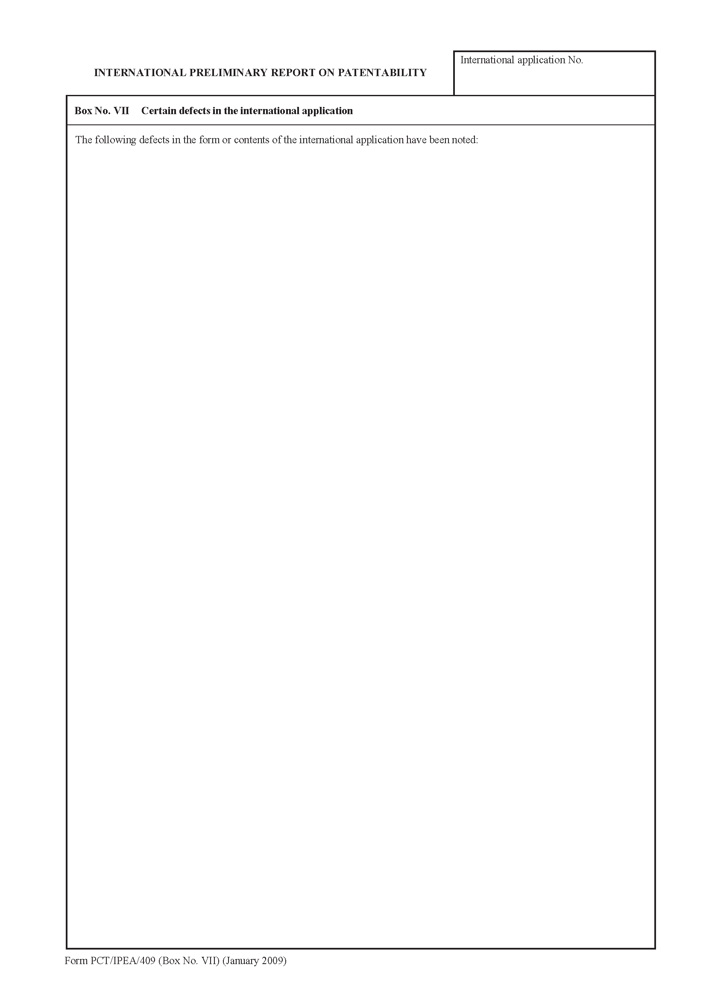 International application No.
INTERNATIONAL PRELIMINARY REPORT ON PATENTABILITY
Box No. VII Certain defects in the international application
The following defects in the form or contents of the international application have been noted:
Form PCT/IPEA/409 (Box No. VII) (January 2009)